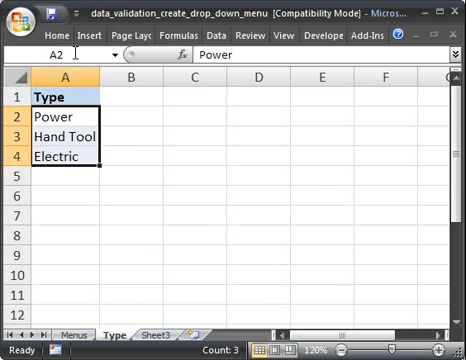 data_validation_create_drop_down_menu [Compatibility Mode] - Micros...
Home Insert Page Layc Formulas Data Review View Develope Add-Ins
A2 fx Power
A B C D E F
1 Type
2 Power
3 Hand Tool
4 Electric
5
6
7
8
9
10
11
12
Menus Type Sheet3
Ready Count: 3 120%